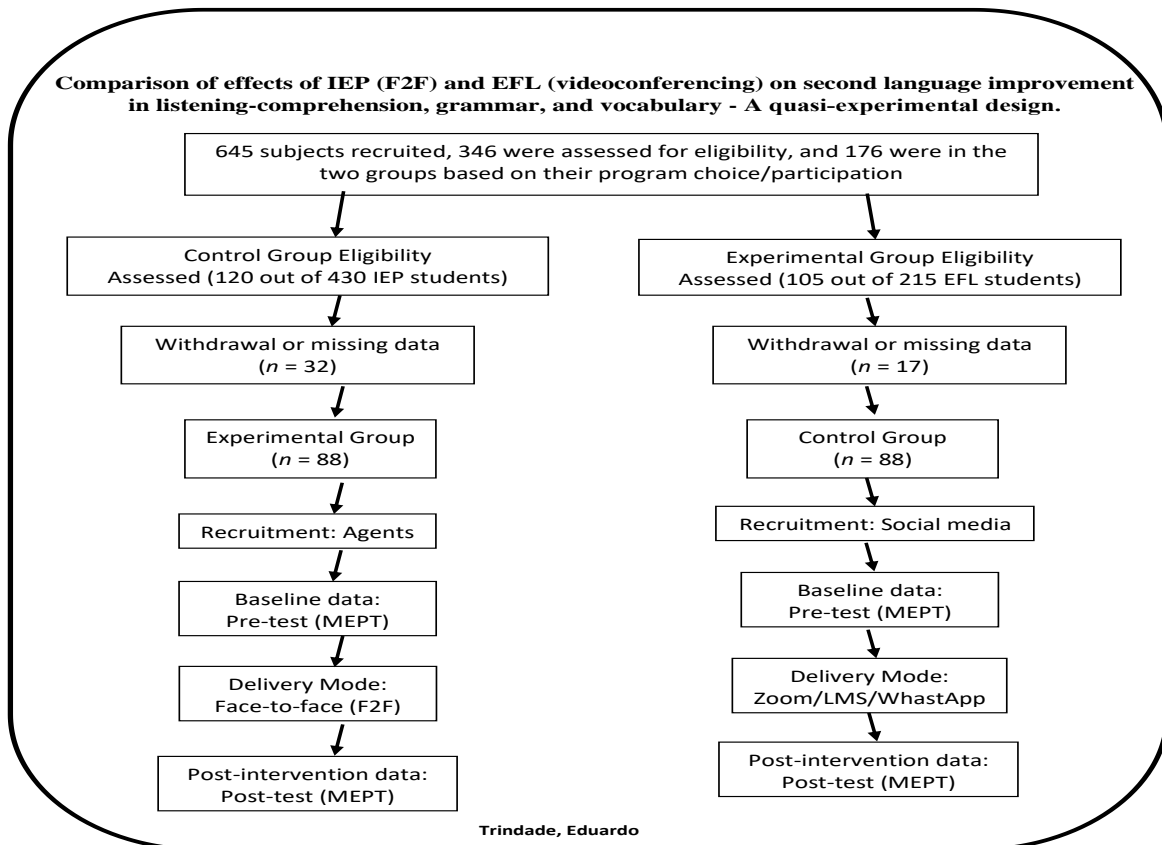 Comparison of effects of IEP (F2F) and EFL (videoconferencing) on second language improvement
in listening-comprehension, grammar, and vocabulary - A quasi-experimental design.
645 subjects recruited, 346 were assessed for eligibility, and 176 were in the
two groups based on their program choice/participation
Control Group Eligibility
Assessed (120 out of 430 IEP students)
Withdrawal or missing data
(n = 32)
Experimental Group
(n = 88)
Recruitment: Agents
Baseline data:
Pre-test (MEPT)
Delivery Mode:
Face-to-face (F2F)
Post-intervention data:
Post-test (MEPT)
Experimental Group Eligibility
Assessed (105 out of 215 EFL students)
Withdrawal or missing data
(n = 17)
Control Group
(n = 88)
Recruitment: Social media
Baseline data:
Pre-test (MEPT)
Delivery Mode:
Zoom/LMS/WhastApp
Post-intervention data:
Post-test (MEPT)
Trindade, Eduardo